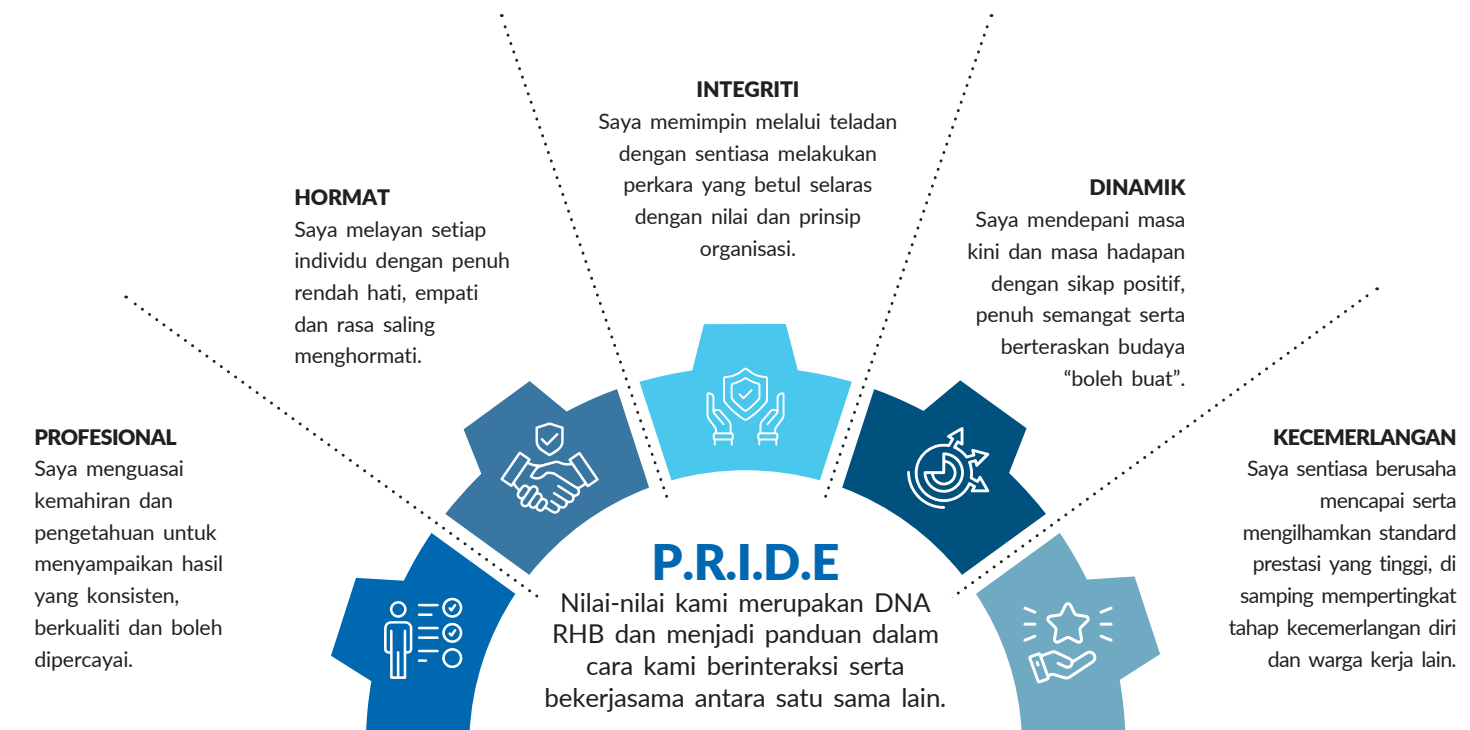 PROFESIONAL
Saya menguasai
kemahiran dan
pengetahuan untuk
menyampaikan hasil
yang konsisten,
berkualiti dan boleh
dipercayai.
HORMAT
Saya melayan setiap
individu dengan penuh
rendah hati, empati
dan rasa saling
menghormati.
INTEGRITI
Saya memimpin melalui teladan
dengan sentiasa melakukan
perkara yang betul selaras
dengan nilai dan prinsip
organisasi.
DINAMIK
Saya mendepani masa
kini dan masa hadapan
dengan sikap positif,
penuh semangat serta
berteraskan budaya
“boleh buat”.
KECEMERLANGAN
Saya sentiasa berusaha
mencapai serta
mengilhamkan standard
prestasi yang tinggi, di
samping mempertingkat
tahap kecemerlangan diri
dan warga kerja lain.
P.R.I.D.E
Nilai-nilai kami merupakan DNA
RHB dan menjadi panduan dalam
cara kami berinteraksi serta
bekerjasama antara satu sama lain.